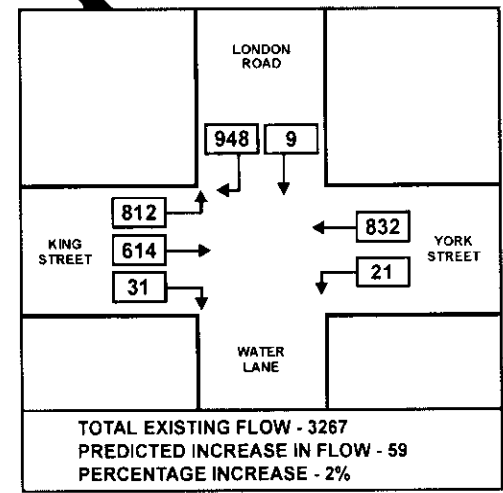 LONDON
ROAD
948 9
812
832
KING
STREET
614
YORK
STREET
31
21
WATER
LANE
TOTAL EXISTING FLOW - 3267
PREDICTED INCREASE IN FLOW - 59
PERCENTAGE INCREASE - 2%